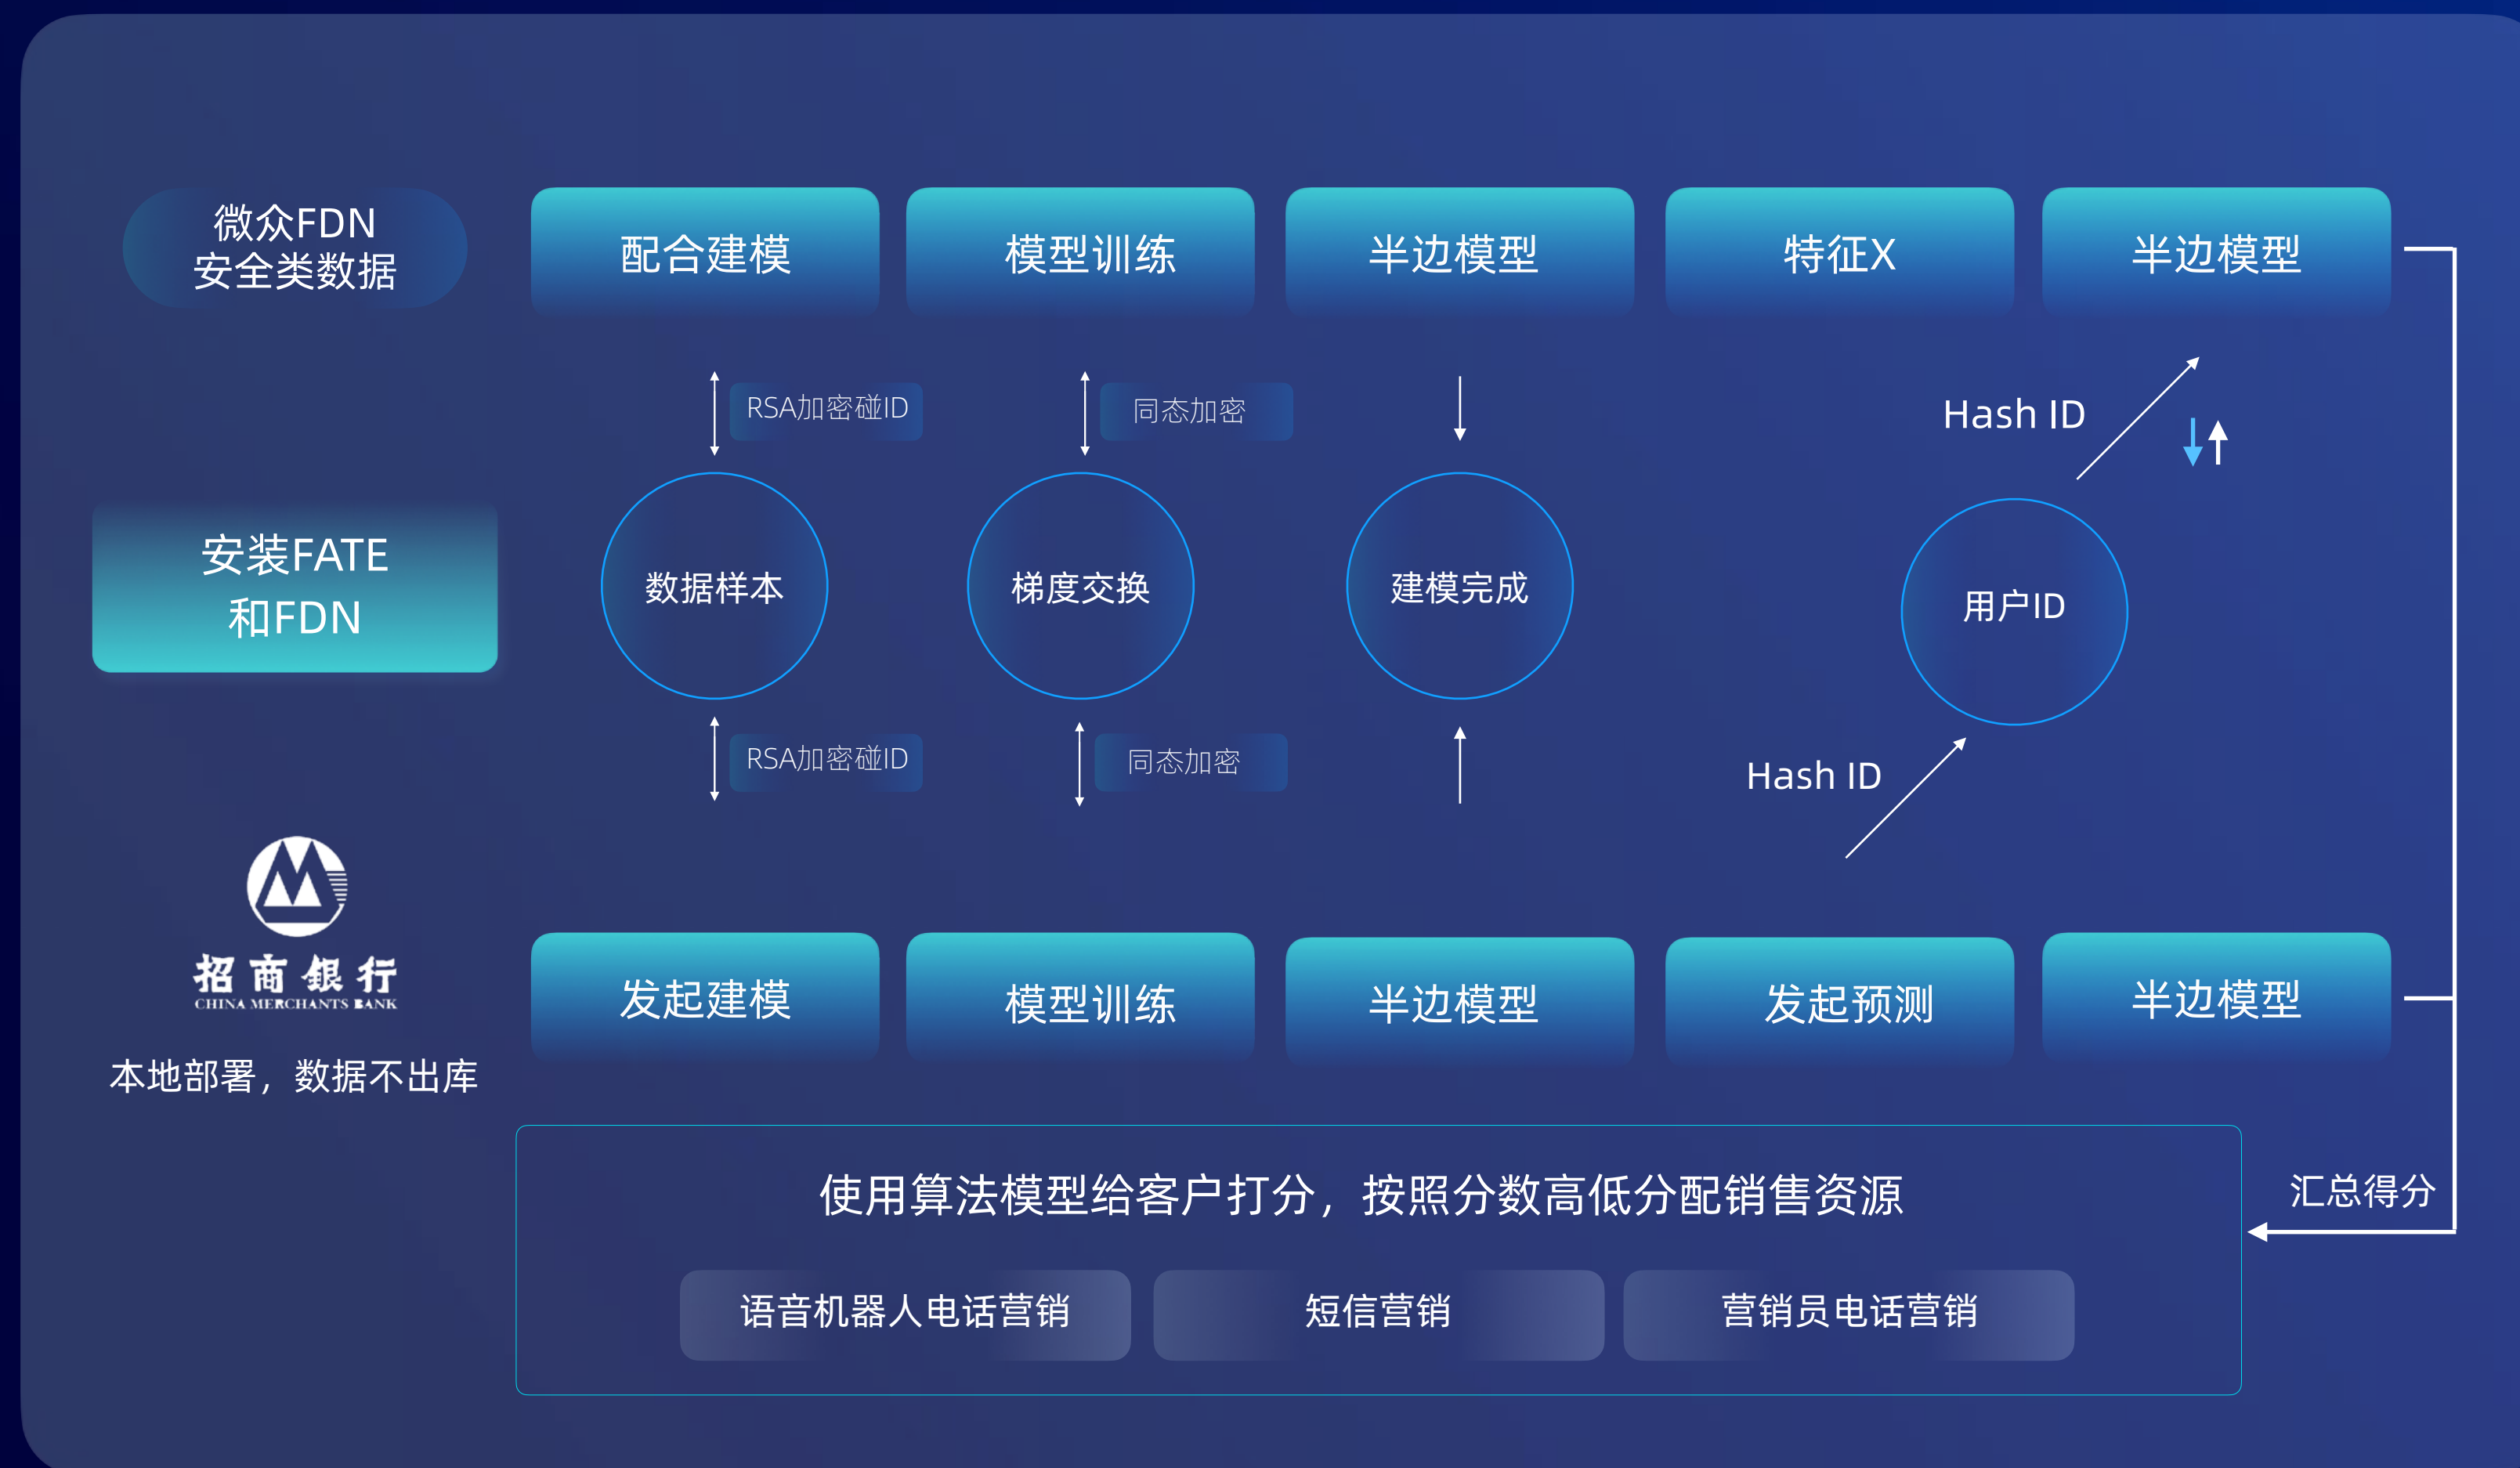 微众FDN
安全类数据
配合建模
模型训练
半边模型
特征X
半边模型
RSA加密碰ID
同态加密
Hash ID
安装FATE
和FDN
数据样本
梯度交换
建模完成
用户ID
RSA加密碰ID
同态加密
Hash ID
招商銀行
CHINA MERCHANTS BANK
本地部署，数据不出库
发起建模
模型训练
半边模型
发起预测
半边模型
使用算法模型给客户打分，按照分数高低分配销售资源
汇总得分
语音机器人电话营销
短信营销
营销员电话营销